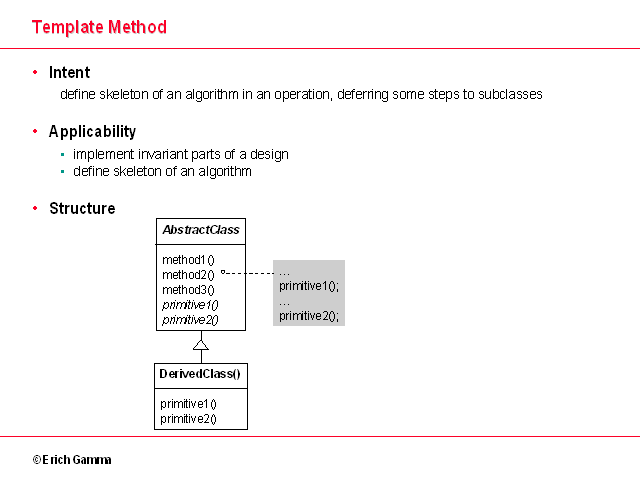 Template Method
• Intent
define skeleton of an algorithm in an operation, deferring some steps to subclasses
• Applicability
• implement invariant parts of a design
• define skeleton of an algorithm
• Structure
AbstractClass
method1()
method2()
method3()
primitive1()
primitive2()
...
primitive1();
...
primitive2();
DerivedClass()
primitive1()
primitive2()
© Erich Gamma